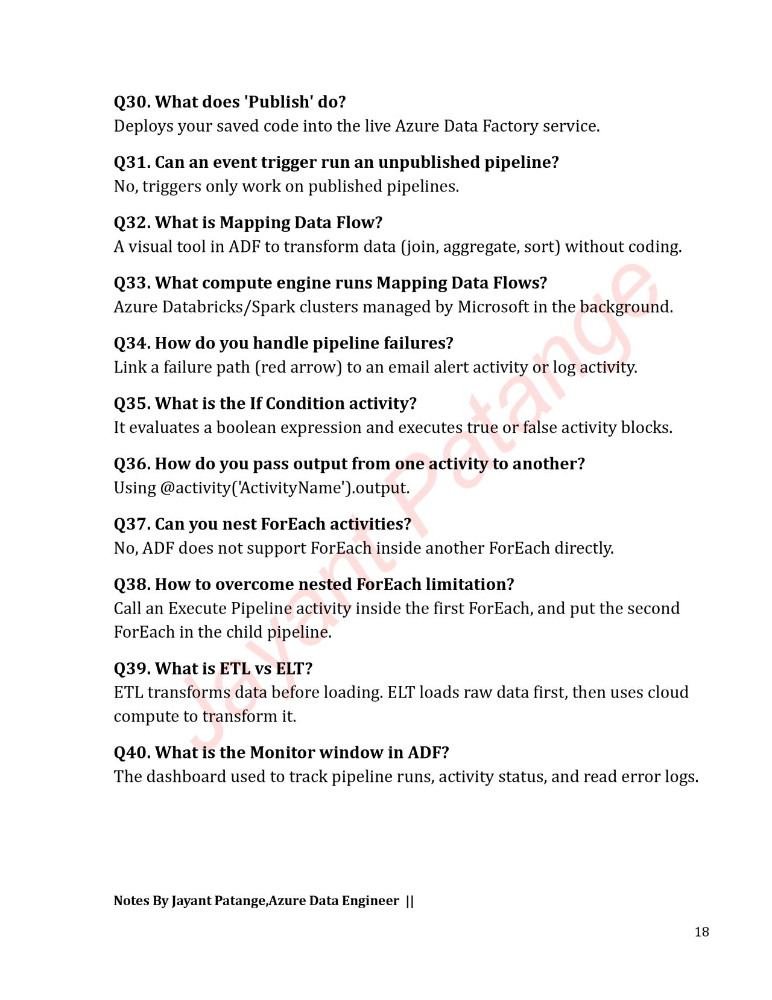 Q30. What does 'Publish' do?
Deploys your saved code into the live Azure Data Factory service.
Q31. Can an event trigger run an unpublished pipeline?
No, triggers only work on published pipelines.
Q32. What is Mapping Data Flow?
A visual tool in ADF to transform data (join, aggregate, sort) without coding.
Q33. What compute engine runs Mapping Data Flows?
Azure Databricks/Spark clusters managed by Microsoft in the background.
Q34. How do you handle pipeline failures?
Link a failure path (red arrow) to an email alert activity or log activity.
Q35. What is the If Condition activity?
It evaluates a boolean expression and executes true or false activity blocks.
Q36. How do you pass output from one activity to another?
Using @activity('ActivityName').output.
Q37. Can you nest ForEach activities?
No, ADF does not support ForEach inside another ForEach directly.
Q38. How to overcome nested ForEach limitation?
Call an Execute Pipeline activity inside the first ForEach, and put the second
ForEach in the child pipeline.
Q39. What is ETL vs ELT?
ETL transforms data before loading. ELT loads raw data first, then uses cloud
compute to transform it.
Q40. What is the Monitor window in ADF?
The dashboard used to track pipeline runs, activity status, and read error logs.
Jayant Patange
Notes By Jayant Patange,Azure Data Engineer ||
18